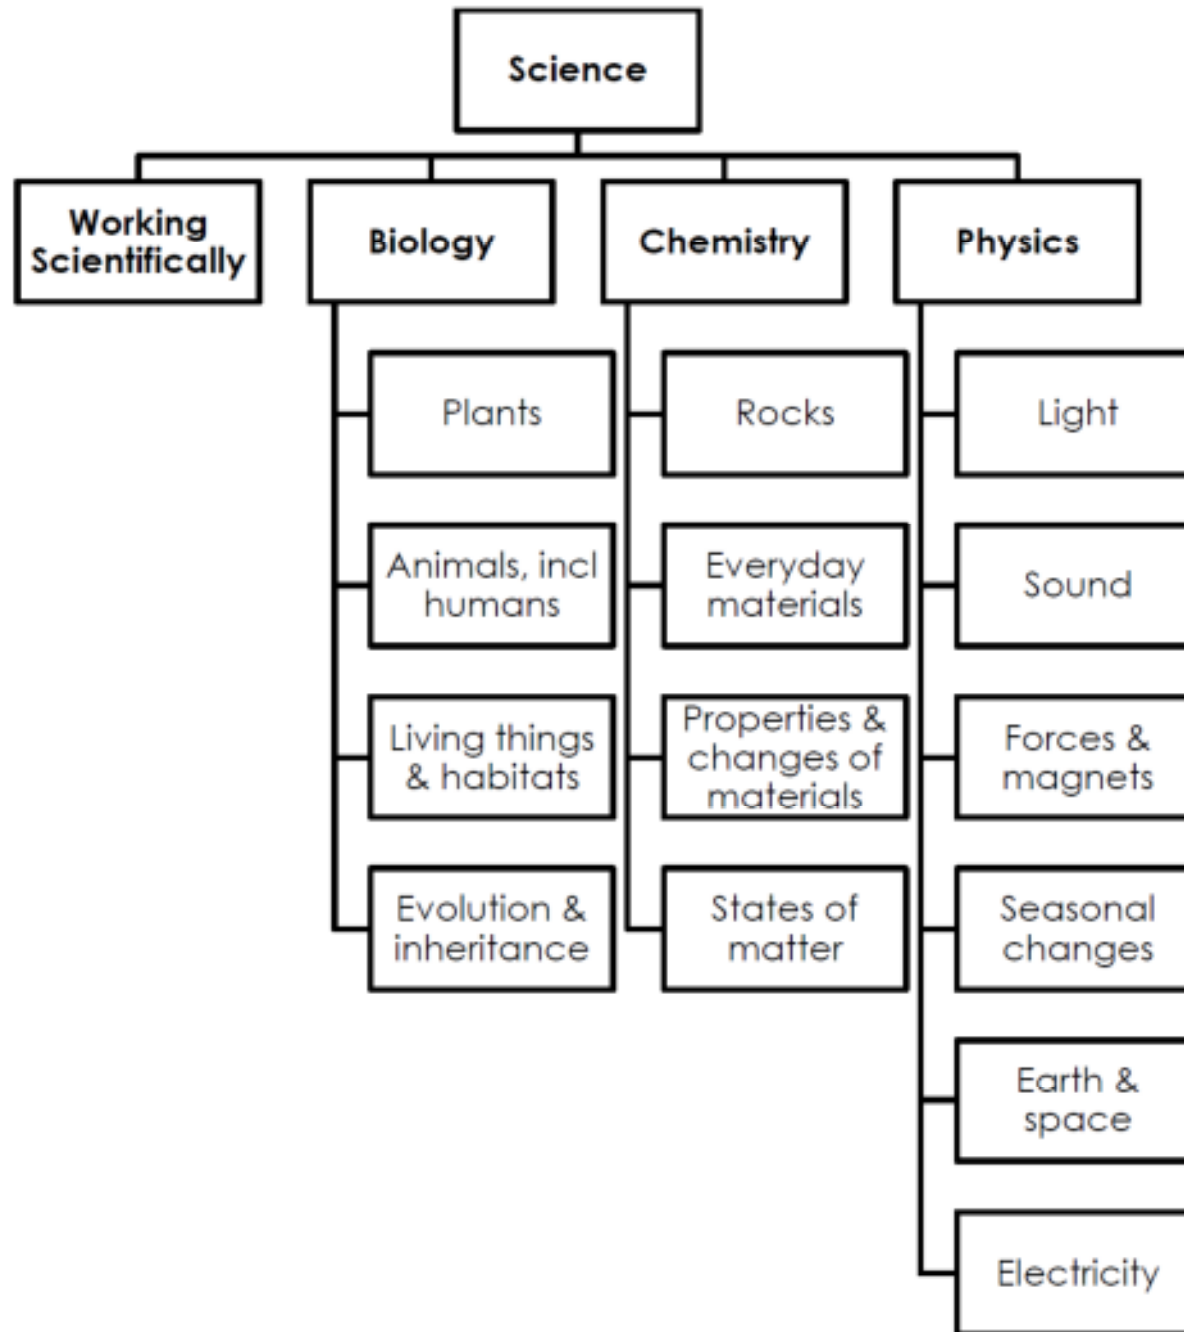 Science
Working
Scientifically
Biology
Chemistry
Physics
Plants
Animals, incl
humans
Living things
& habitats
Evolution &
inheritance
Rocks
Everyday
materials
Properties &
changes of
materials
States of
matter
Light
Sound
Forces &
magnets
Seasonal
changes
Earth &
space
Electricity